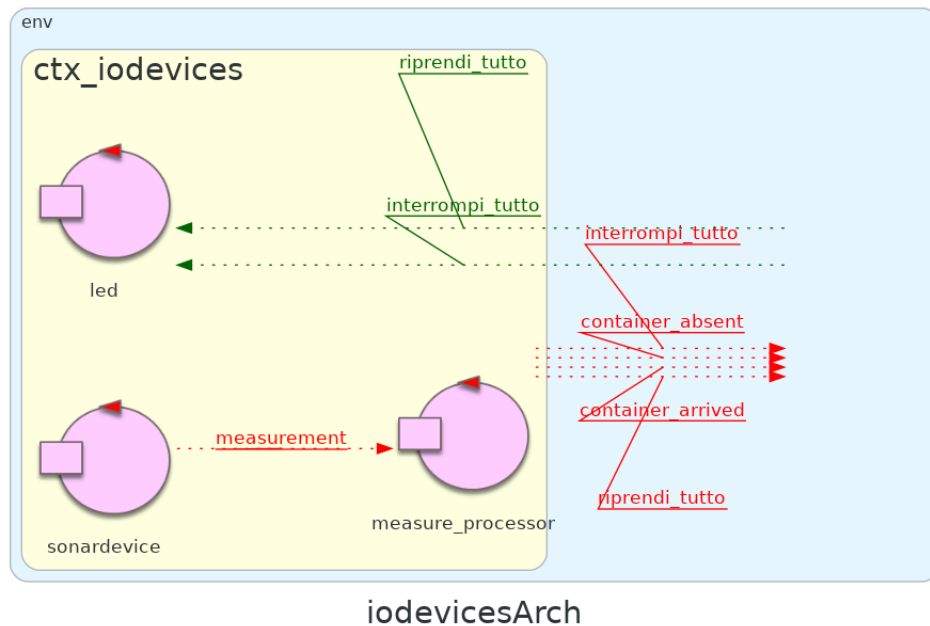 env
ctx_iodevices
riprendi_tutto
interrompi_tutto
interrompi_tutto
led
container_absent
container_arrived
measurement
riprendi_tutto
measure_processor
sonardevice
iodevicesArch